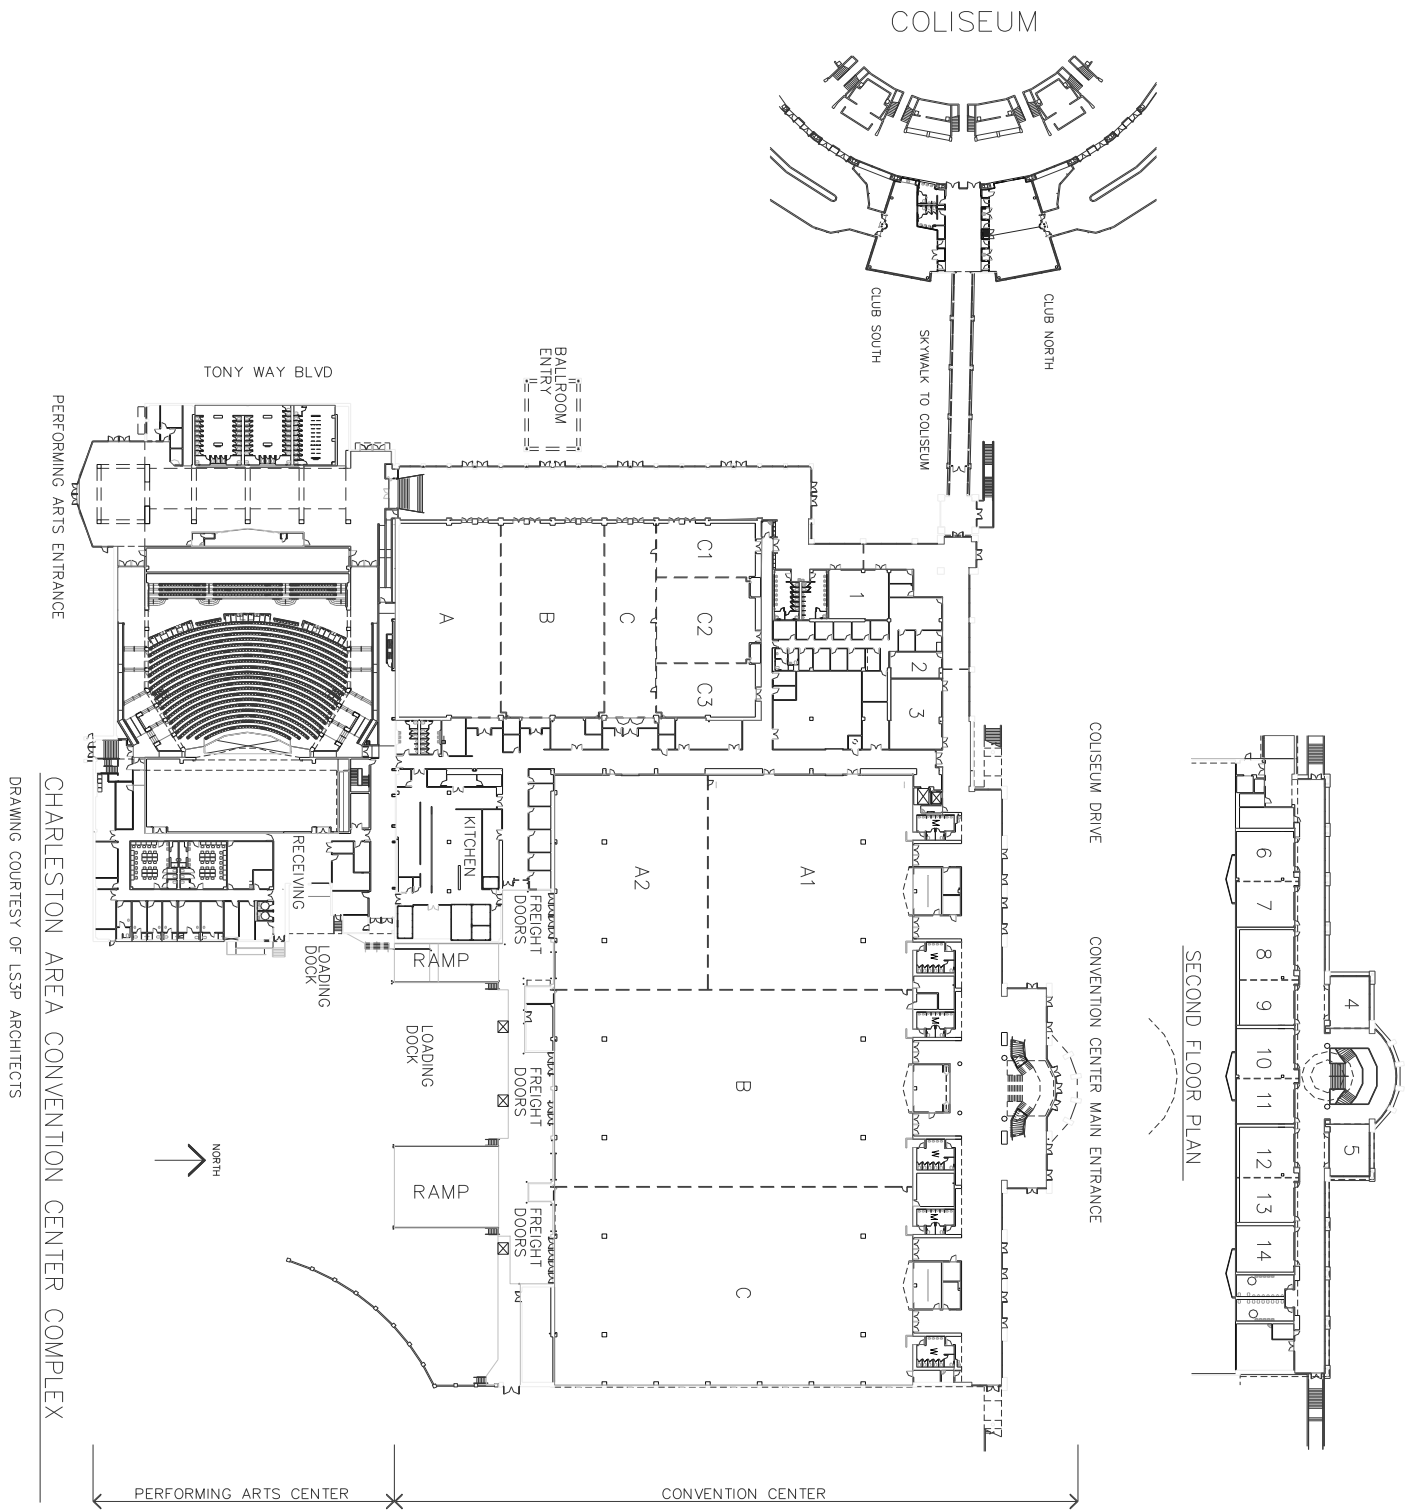 COLISEUM
CLUB SOUTH
CLUB NORTH
SKYWALK TO COLISEUM
TONY WAY BLVD
BALLROOM
ENTRY
PERFORMING ARTS ENTRANCE
A
B
C
C1
C2
C3
1
2
3
COLISEUM DRIVE
KITCHEN
RECEIVING
LOADING
DOCK
RAMP
FREIGHT
DOORS
A2
A1
M
W
M
CONVENTION CENTER MAIN ENTRANCE
LOADING
DOCK
FREIGHT
DOORS
B
W
M
NORTH
RAMP
FREIGHT
DOORS
C
W
SECOND FLOOR PLAN
6
7
8
9
10
11
12
13
14
4
5
CHARLESTON AREA CONVENTION CENTER COMPLEX
DRAWING COURTESY OF LS3P ARCHITECTS
PERFORMING ARTS CENTER
CONVENTION CENTER